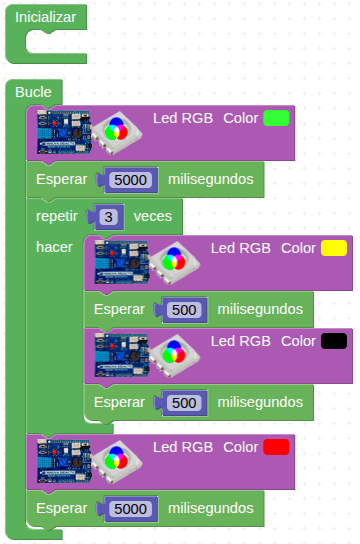 Inicializar
Bucle
Led RGB Color
Esperar 5000 milisegundos
repetir 3 veces
hacer
Led RGB Color
Esperar 500 milisegundos
Led RGB Color
Esperar 500 milisegundos
Led RGB Color
Esperar 5000 milisegundos